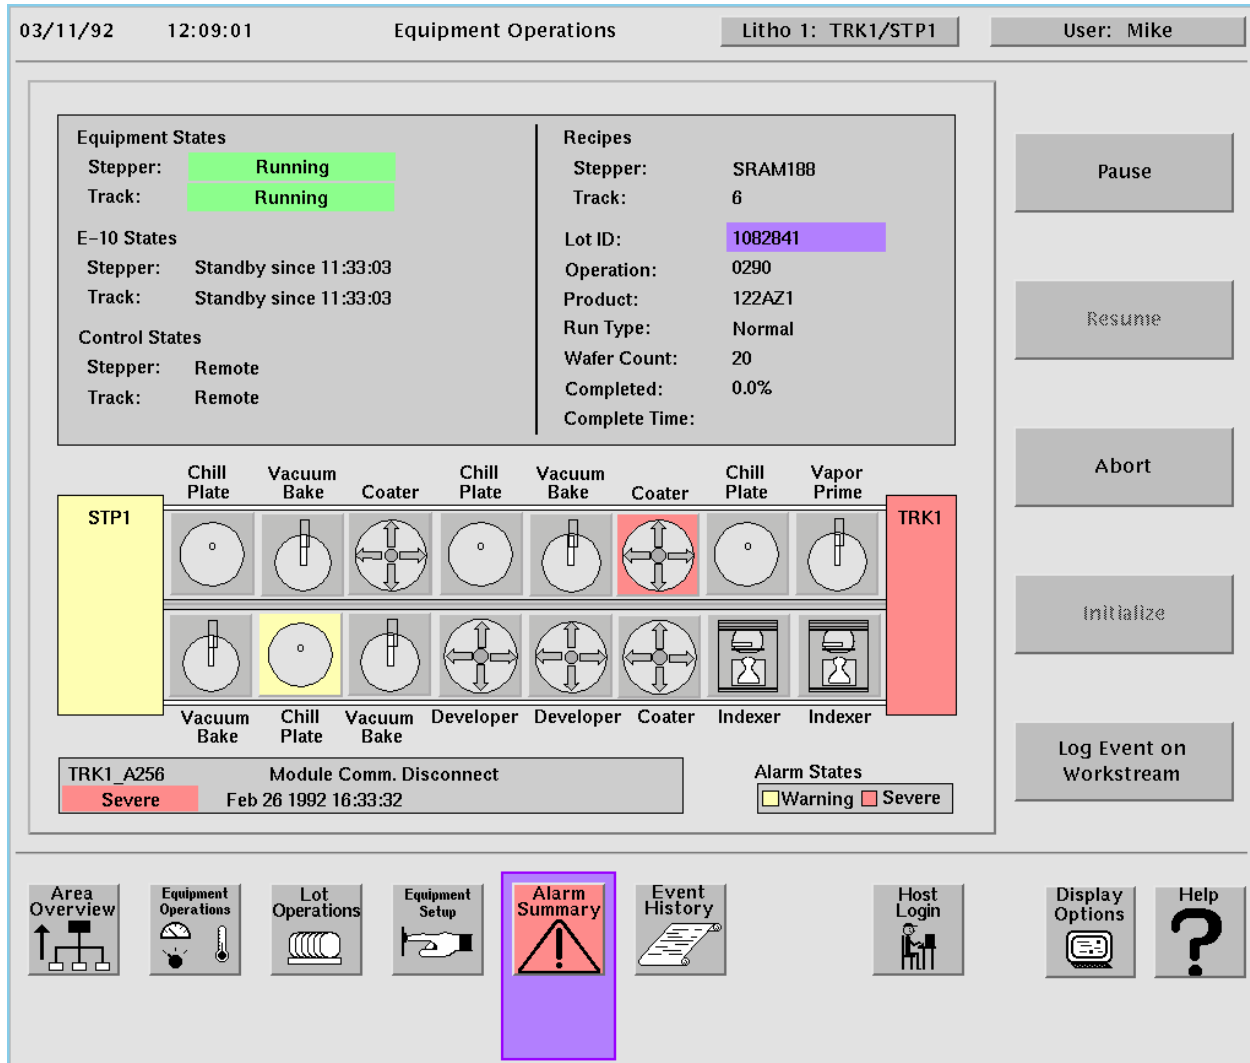 03/11/92 12:09:01 Equipment Operations Litho 1: TRK1/STP1 User: Mike
Equipment States
Stepper: Running
Track: Running
E-10 States
Stepper: Standby since 11:33:03
Track: Standby since 11:33:03
Control States
Stepper: Remote
Track: Remote
Recipes
Stepper: SRAM188
Track: 6
Lot ID: 1082841
Operation: 0290
Product: 122AZ1
Run Type: Normal
Wafer Count: 20
Completed: 0.0%
Complete Time:
Pause
Resume
Abort
Initialize
Log Event on
Workstream
Chill Vacuum Chill Vacuum Chill Vapor
Plate Bake Coater Plate Bake Coater Plate Prime
STP1 TRK1
Vacuum Chill Vacuum Developer Developer Coater Indexer Indexer
Bake Plate Bake
TRK1_A256 Module Comm. Disconnect
Severe Feb 26 1992 16:33:32
Alarm States
Warning Severe
Area
Overview
Equipment
Operations
Lot
Operations
Equipment
Setup
Alarm
Summary
Event
History
Host
Login
Display
Options
Help